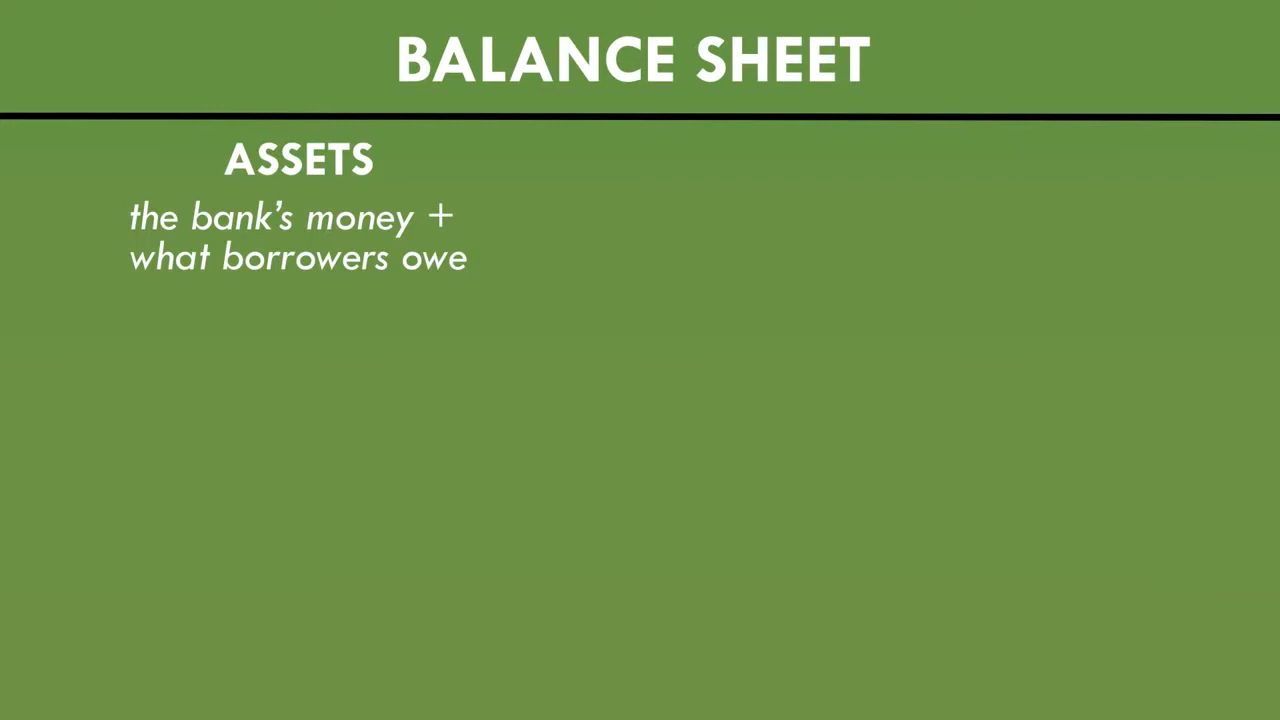 BALANCE SHEET
ASSETS
the bank’s money +
what borrowers owe